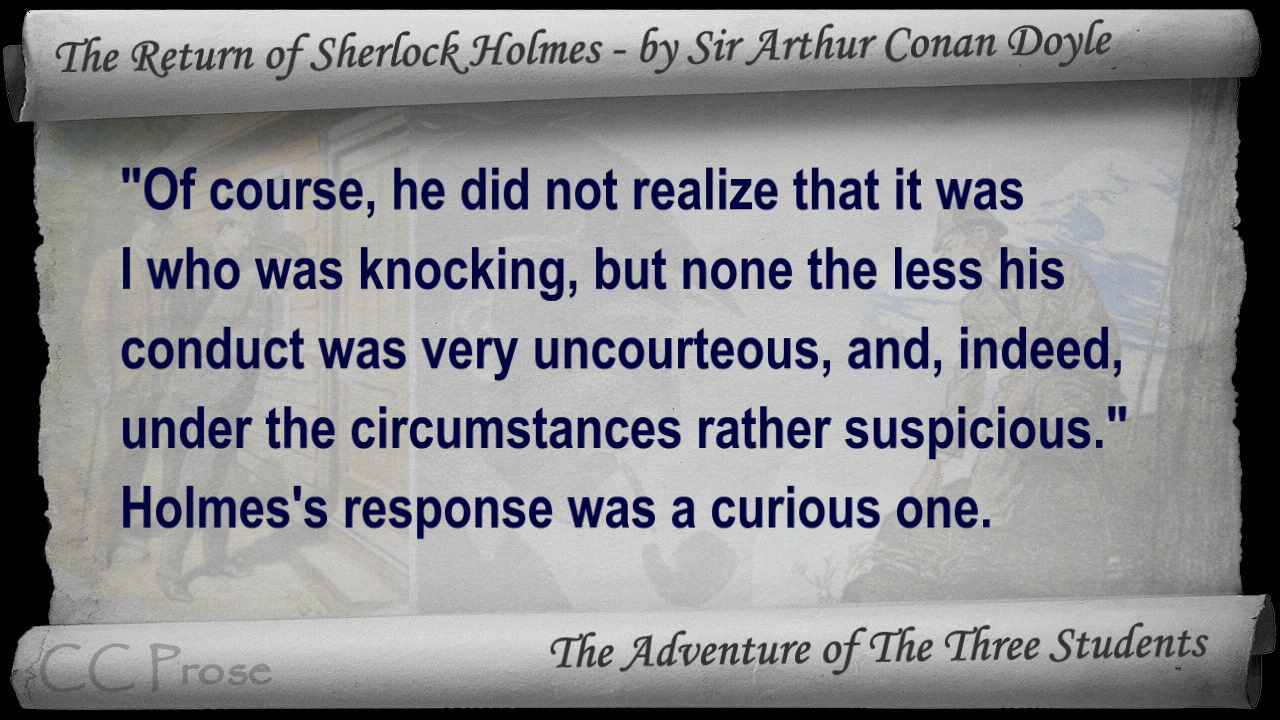 The Return of Sherlock Holmes - by Sir Arthur Conan Doyle
"Of course, he did not realize that it was
I who was knocking, but none the less his
conduct was very uncourteous, and, indeed,
under the circumstances rather suspicious."
Holmes's response was a curious one.
CC Prose
The Adventure of The Three Students